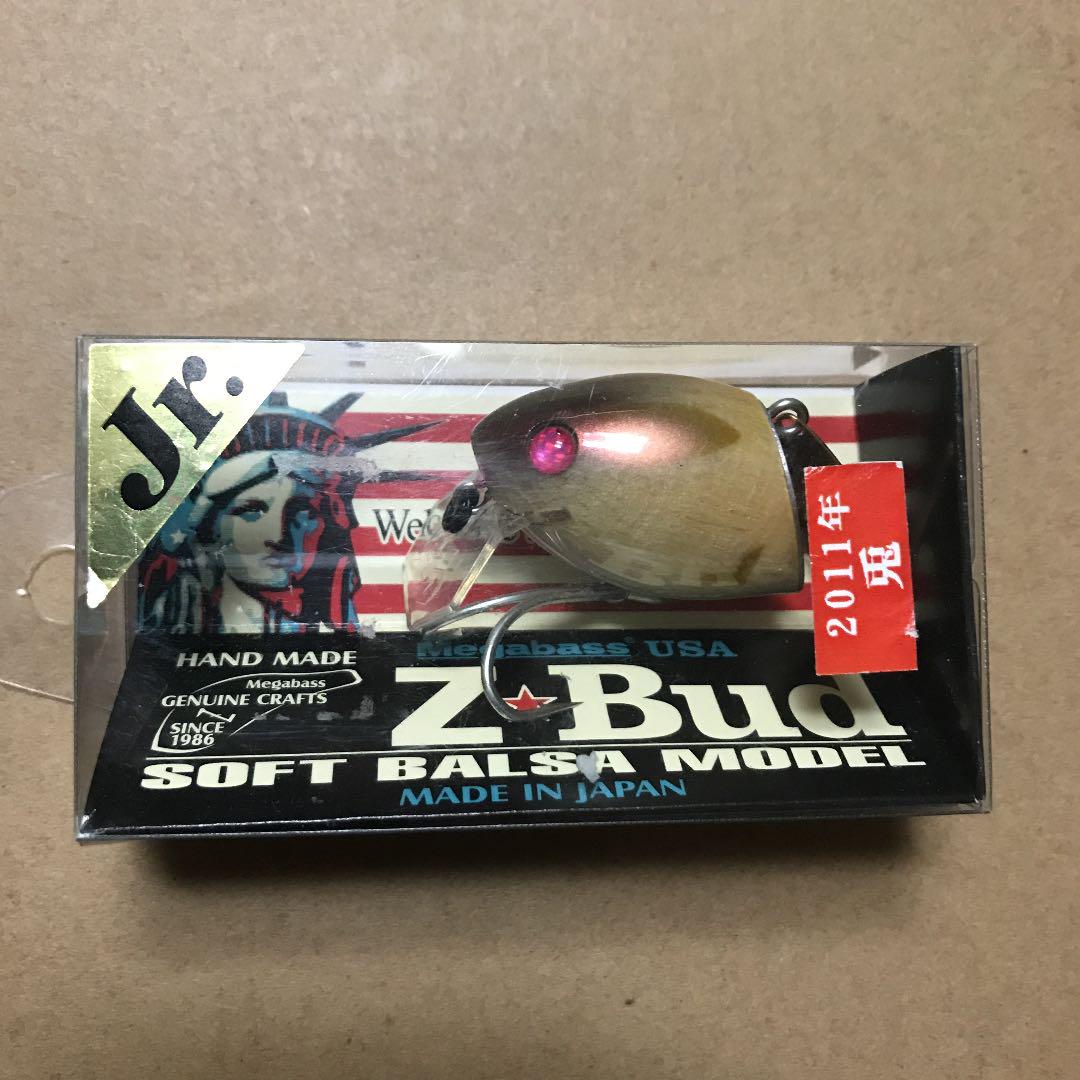 Jr.
HAND MADE
Megabass
GENUINE CRAFTS
SINCE
1986
Megabass® USA
Z★Bud
SOFT BALSA MODEL
MADE IN JAPAN
2011年
兎